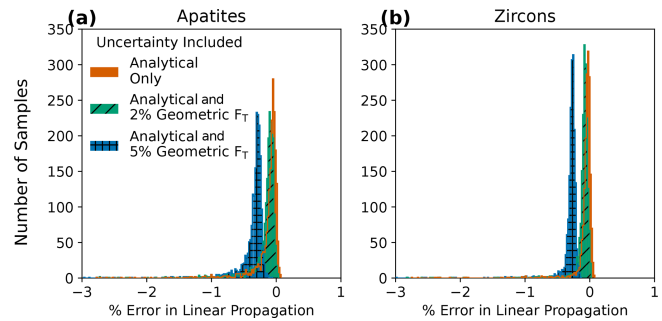 (a) Apatites
Uncertainty Included
Analytical
Only
Analytical and
2% Geometric F_T
Analytical and
5% Geometric F_T
Number of Samples
350
300
250
200
150
100
50
0
−3 −2 −1 0 1
% Error in Linear Propagation
(b) Zircons
350
300
250
200
150
100
50
0
−3 −2 −1 0 1
% Error in Linear Propagation